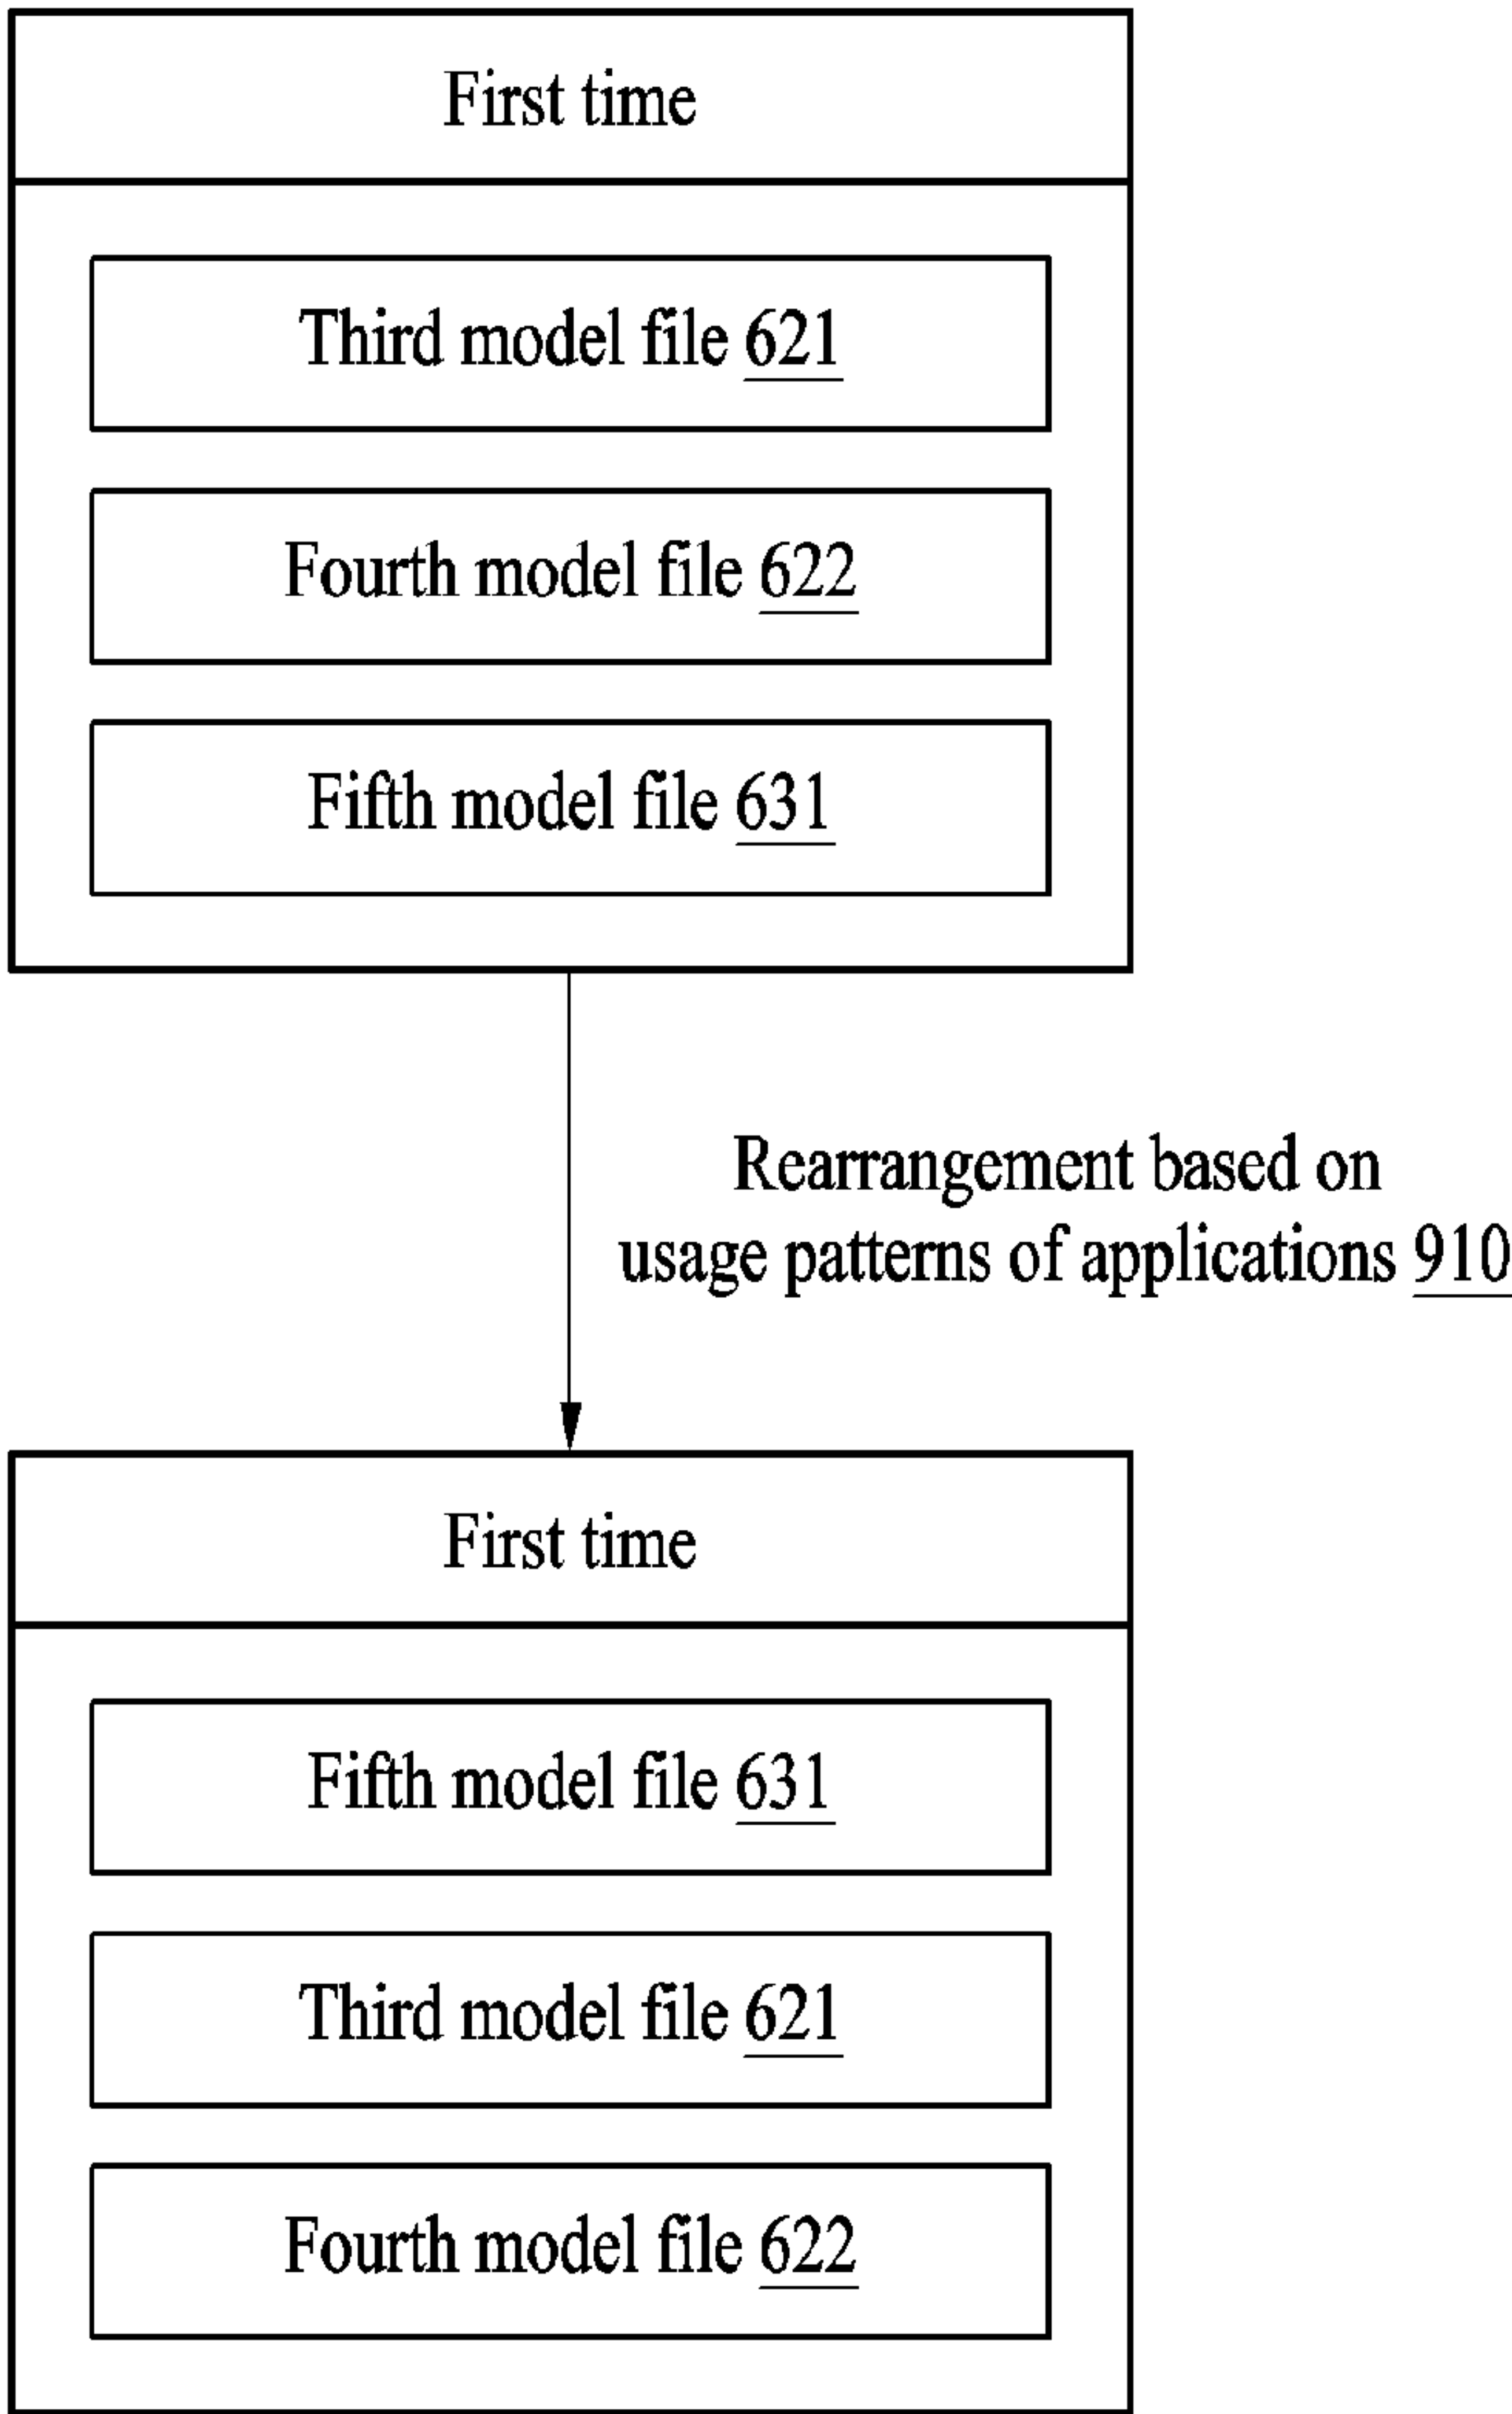 First time
Third model file 621
Fourth model file 622
Fifth model file 631
Rearrangement based on
usage patterns of applications 910
First time
Fifth model file 631
Third model file 621
Fourth model file 622